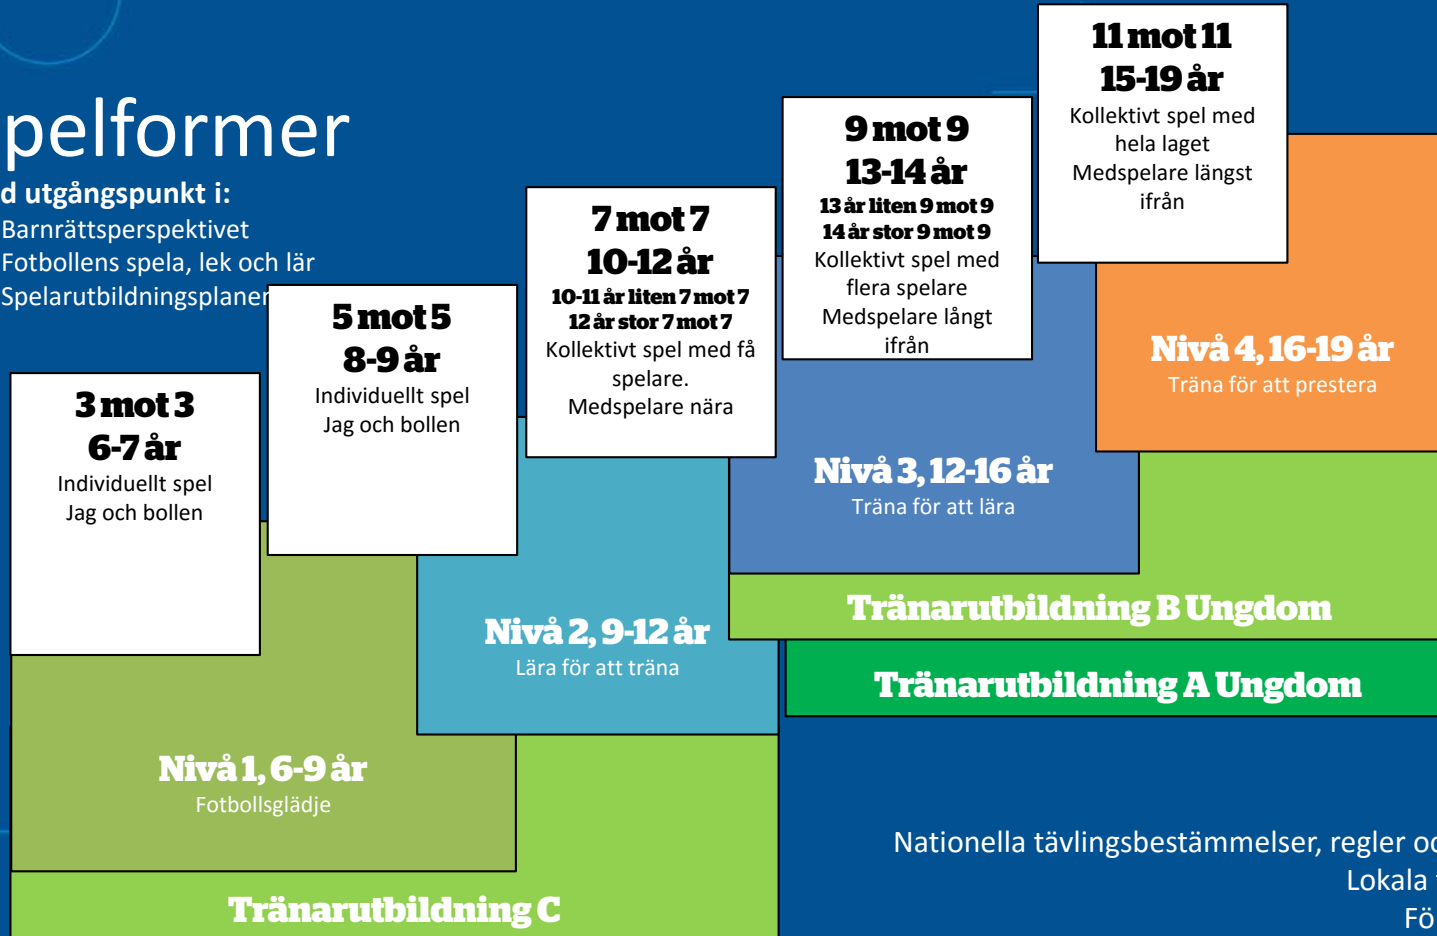 pelformer
d utgångspunkt i:
Barnrättsperspektivet
Fotbollens spela, lek och lär
Spelarutbildningsplanen
3 mot 3
6-7 år
Individuellt spel
Jag och bollen
5 mot 5
8-9 år
Individuellt spel
Jag och bollen
7 mot 7
10-12 år
10-11 år liten 7 mot 7
12 år stor 7 mot 7
Kollektivt spel med få
spelare.
Medspelare nära
9 mot 9
13-14 år
13 år liten 9 mot 9
14 år stor 9 mot 9
Kollektivt spel med
flera spelare
Medspelare långt
ifrån
11 mot 11
15-19 år
Kollektivt spel med
hela laget
Medspelare längst
ifrån
Nivå 4, 16-19 år
Träna för att prestera
Nivå 3, 12-16 år
Träna för att lära
Nivå 2, 9-12 år
Lära för att träna
Nivå 1, 6-9 år
Fotbollsglädje
Tränarutbildning B Ungdom
Tränarutbildning A Ungdom
Tränarutbildning C
Nationella tävlingsbestämmelser, regler oc
Lokala
Fö